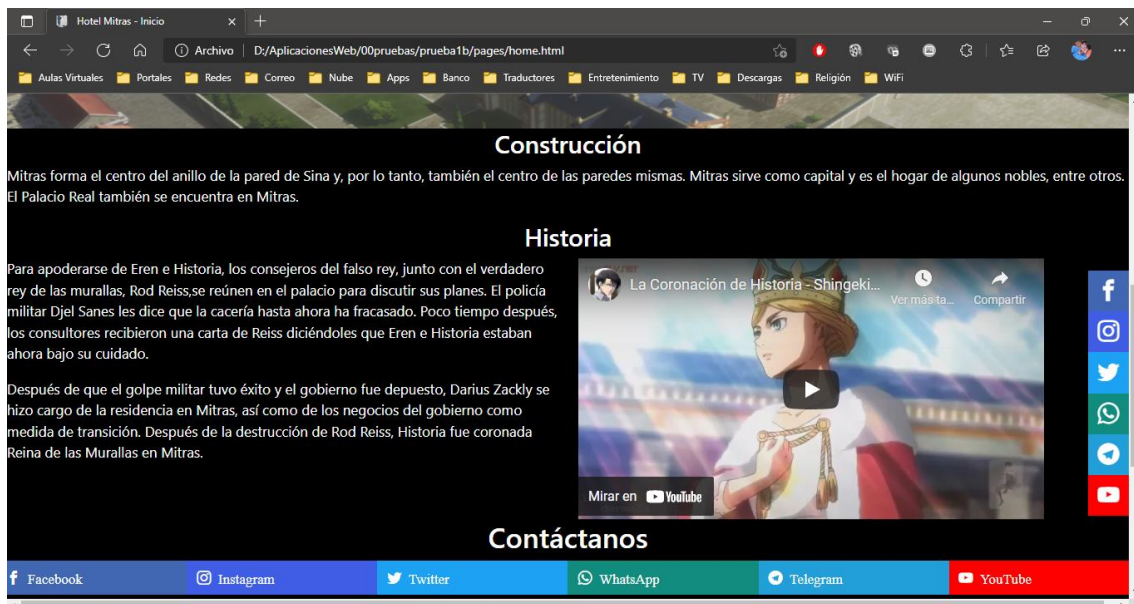 Hotel Mitras - Inicio
Archivo D:/AplicacionesWeb/00pruebas/prueba1b/pages/home.html
Aulas Virtuales Portales Redes Correo Nube Apps Banco Traductores Entretenimiento TV Descargas Religión WiFi
Construcción
Mitras forma el centro del anillo de la pared de Sina y, por lo tanto, también el centro de las paredes mismas. Mitras sirve como capital y es el hogar de algunos nobles, entre otros.
El Palacio Real también se encuentra en Mitras.
Historia
Para apoderarse de Eren e Historia, los consejeros del falso rey, junto con el verdadero
rey de las murallas, Rod Reiss,se reúnen en el palacio para discutir sus planes. El policía
militar Djel Sanes les dice que la cacería hasta ahora ha fracasado. Poco tiempo después,
los consultores recibieron una carta de Reiss diciéndoles que Eren e Historia estaban
ahora bajo su cuidado.
Después de que el golpe militar tuvo éxito y el gobierno fue depuesto, Darius Zackly se
hizo cargo de la residencia en Mitras, así como de los negocios del gobierno como
medida de transición. Después de la destrucción de Rod Reiss, Historia fue coronada
Reina de las Murallas en Mitras.
La Coronación de Historia - Shingeki...
Ver más ta... Compartir
Mirar en YouTube
Contáctanos
Facebook Instagram Twitter WhatsApp Telegram YouTube